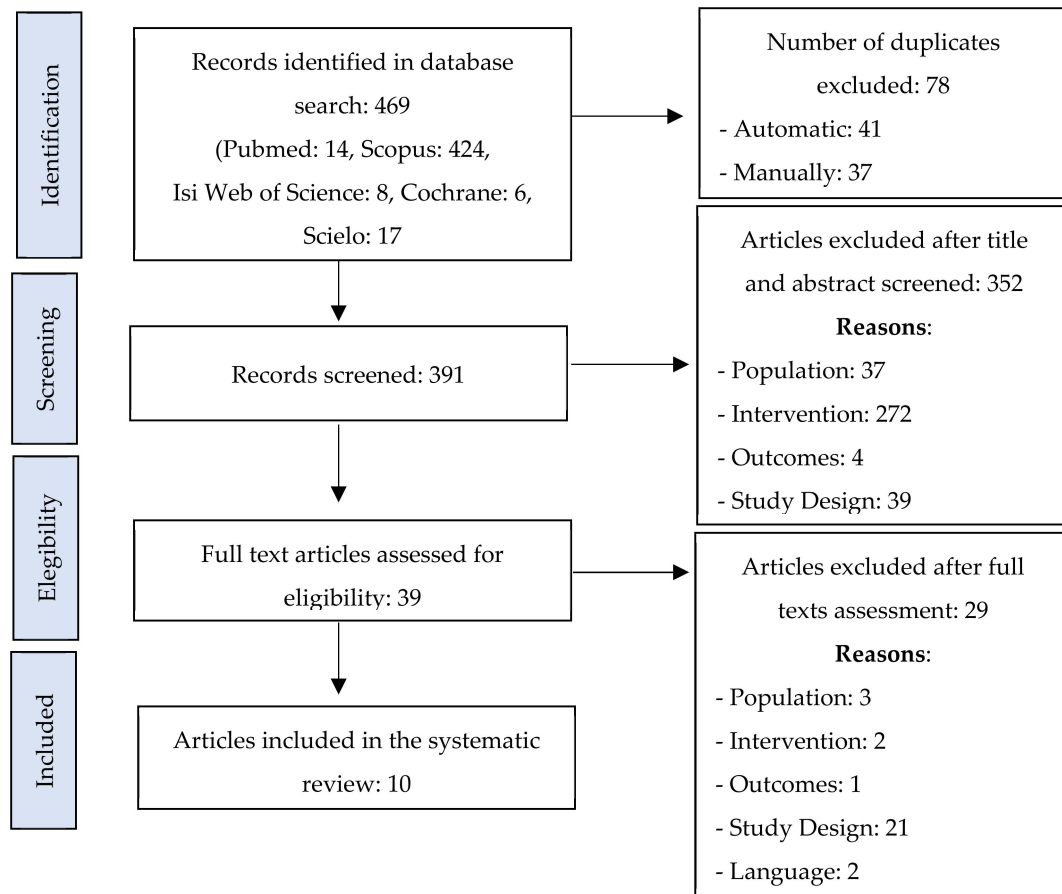 Identification
Records identified in database
search: 469
(Pubmed: 14, Scopus: 424,
Isi Web of Science: 8, Cochrane: 6,
Scielo: 17
Number of duplicates
excluded: 78
- Automatic: 41
- Manually: 37
Screening
Records screened: 391
Articles excluded after title
and abstract screened: 352
Reasons:
- Population: 37
- Intervention: 272
- Outcomes: 4
- Study Design: 39
Elegibility
Full text articles assessed for
eligibility: 39
Articles excluded after full
texts assessment: 29
Reasons:
- Population: 3
- Intervention: 2
- Outcomes: 1
- Study Design: 21
- Language: 2
Included
Articles included in the systematic
review: 10